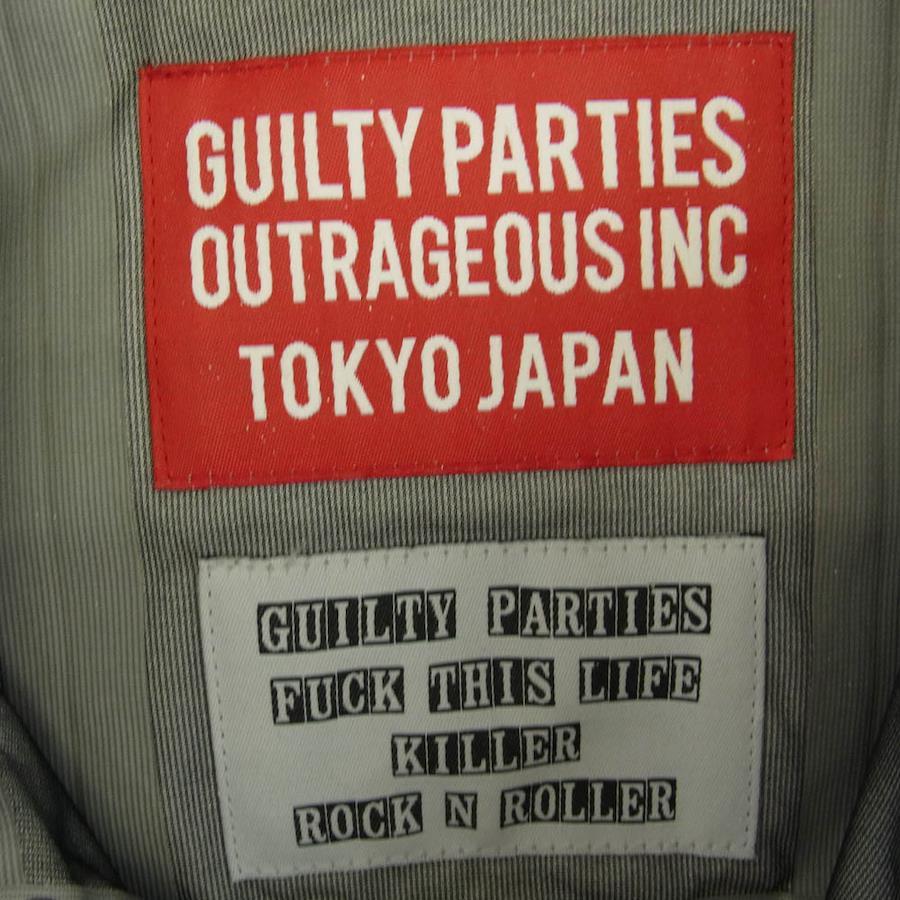 GUILTY PARTIES
OUTRAGEOUS INC
TOKYO JAPAN
GUILTY PARTIES
FUCK THIS LIFE
KILLER
ROCK N ROLLER